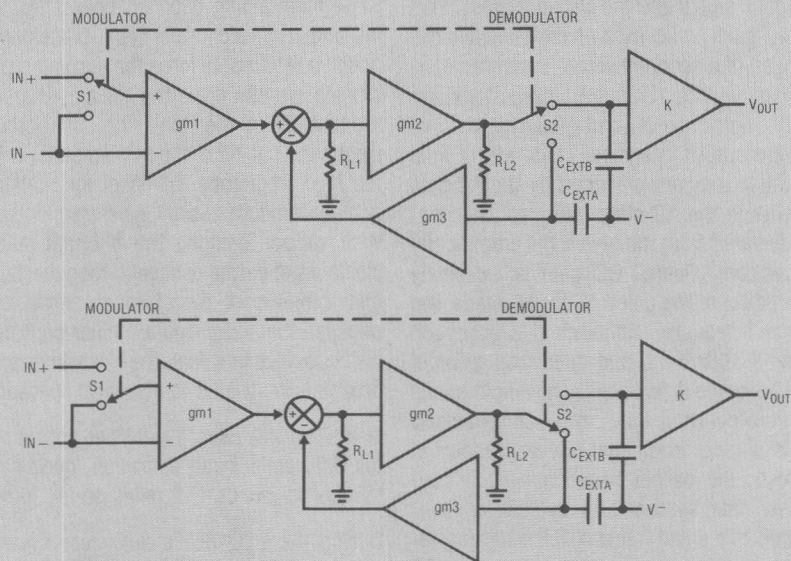 MODULATOR
DEMODULATOR
IN+
S1
+
gm1
+
−
RL1
gm2
RL2
S2
K
VOUT
CEXTB
IN−
gm3
CEXTA
V−
MODULATOR
DEMODULATOR
IN+
S1
+
gm1
+
−
RL1
gm2
RL2
S2
K
VOUT
CEXTB
IN−
−
gm3
CEXTA
V−